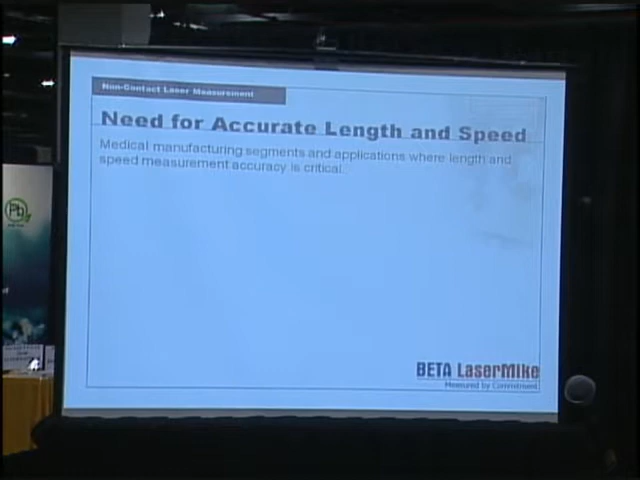 Non-Contact Laser Measurement
Need for Accurate Length and Speed
Medical manufacturing segments and applications where length and
speed measurement accuracy is critical.
BETA LaserMike
Measured by Commitment
Pb